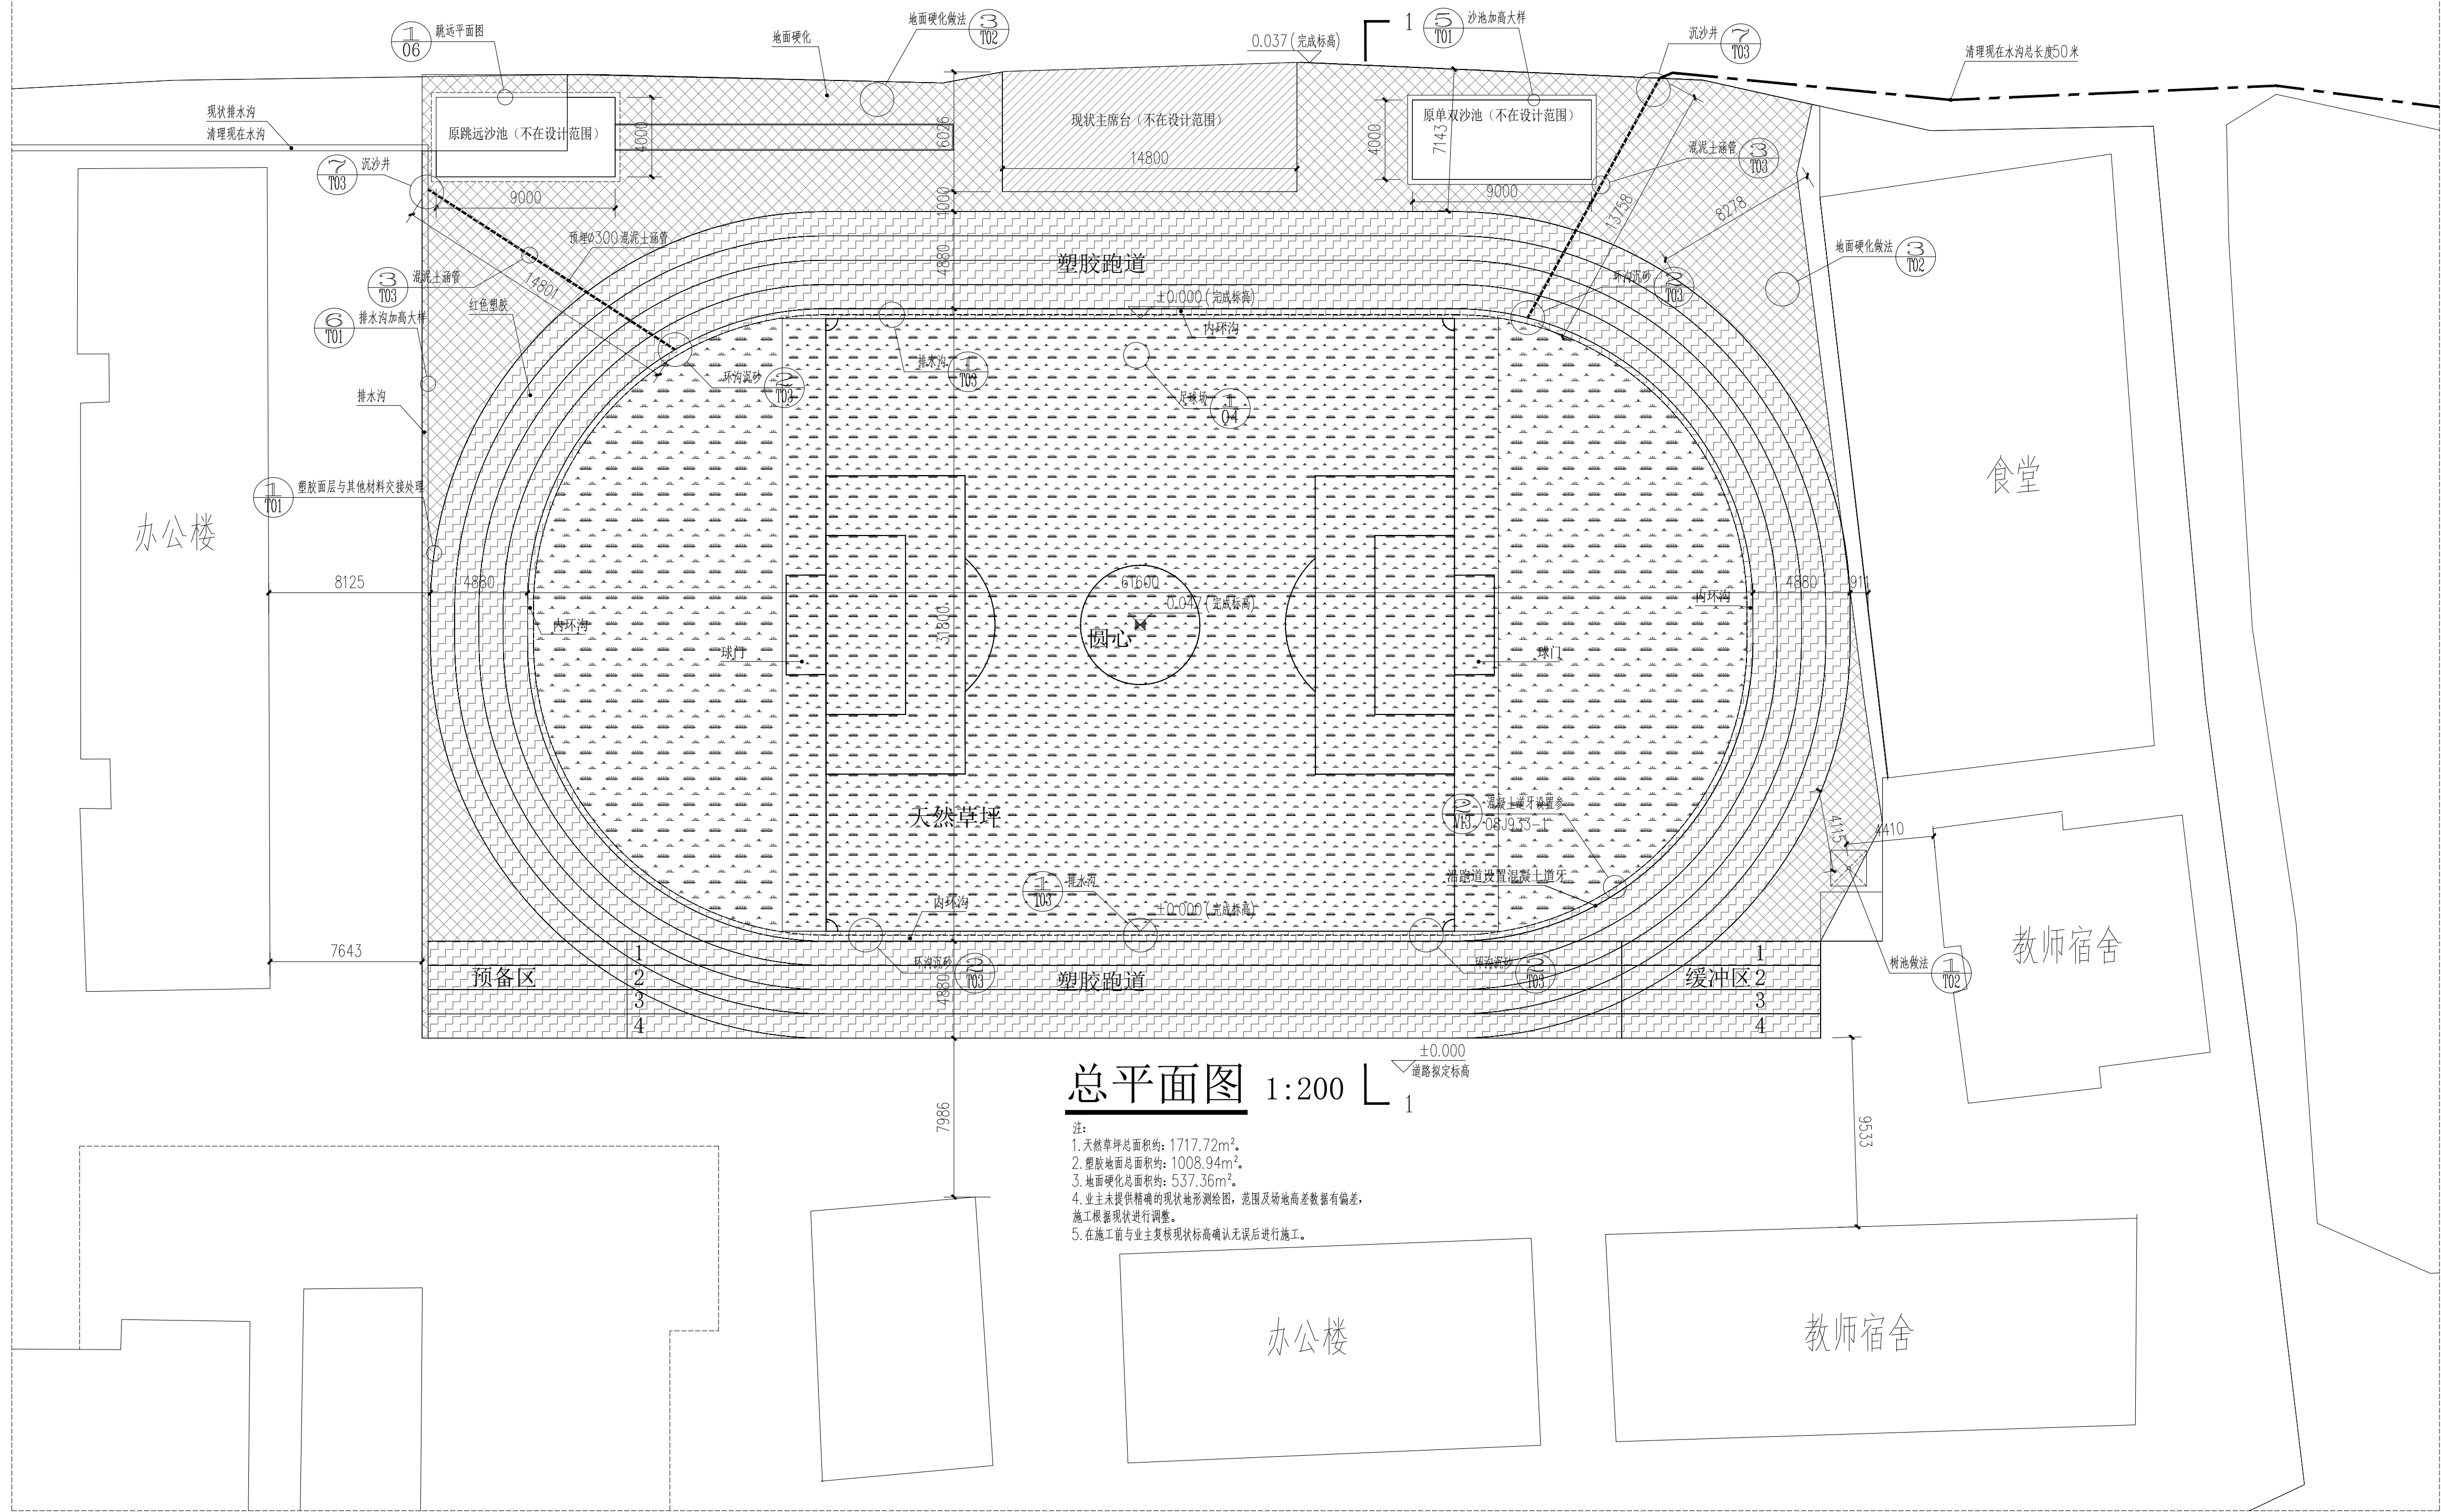 1
06
跳远平面图
地面硬化
地面硬化做法
3
T02
0.037(完成标高)
1
5
T01
沙池加高大样
沉沙井
7
T03
清理现在水沟总长度50米
现状排水沟
清理现在水沟
原跳远沙池（不在设计范围）
4000
6026
现状主席台（不在设计范围）
14800
原单双沙池（不在设计范围）
4000
7143
混泥土涵管
3
T03
7
T03
沉沙井
9000
1000
9000
13758
8278
预埋ø300混泥土涵管
4880
塑胶跑道
地面硬化做法
3
T02
3
T03
混泥土涵管
14801
环沟沉砂
2
T03
红色塑胶
±0.000(完成标高)
内环沟
6
T01
排水沟加高大样
排水沟
1
T03
环沟沉砂
2
T03
足球场
1
04
排水沟
食堂
1
T01
塑胶面层与其他材料交接处理
办公楼
8125
4880
67600
4880
911
内环沟
0.047(完成标高)
内环沟
31800
圆心
球门
球门
天然草坪
2
混凝土道牙设置参
08J933-1
4115
4410
1
T03
排水沟
沿跑道设置混凝土道牙
内环沟
±0.000(完成标高)
教师宿舍
7643
预备区
1
2
3
4
环沟沉砂
2
T03
4880
塑胶跑道
环沟沉砂
2
T03
缓冲区
1
2
3
4
树池做法
1
T02
总平面图 1:200
1
±0.000
道路拟定标高
7986
9533
注:
1.天然草坪总面积约：1717.72m²。
2.塑胶地面总面积约：1008.94m²。
3.地面硬化总面积约：537.36m²。
4.业主未提供精确的现状地形测绘图，范围及场地高差数据有偏差，
施工根据现状进行调整。
5.在施工前与业主复核现状标高确认无误后进行施工。
办公楼
教师宿舍